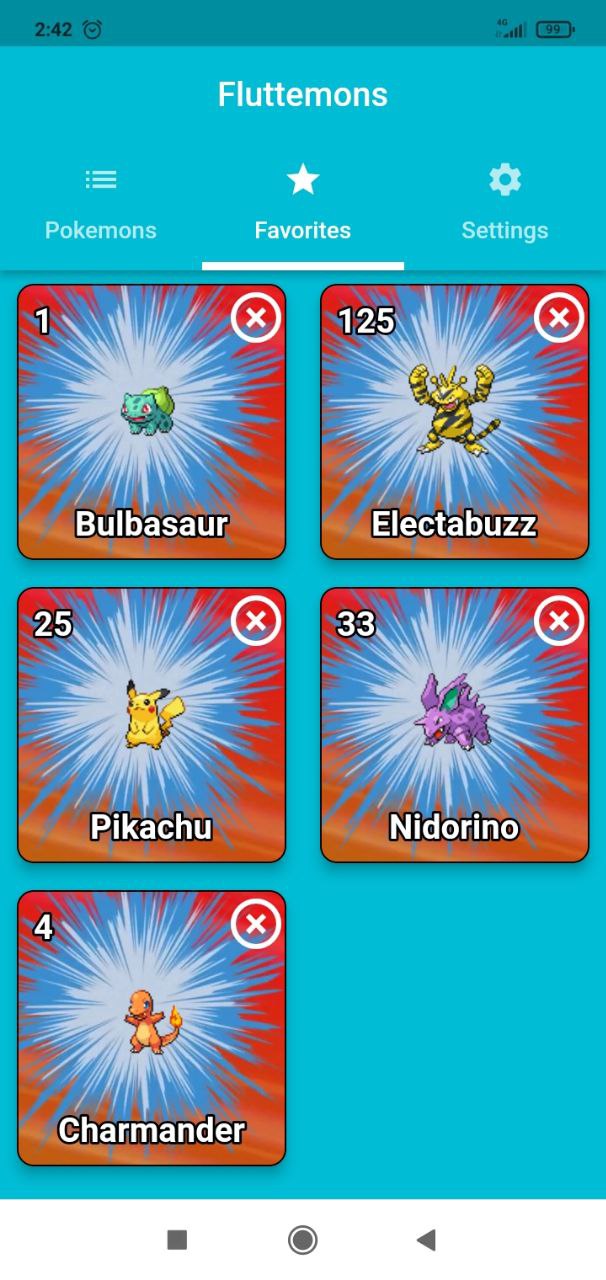 2:42 4G 99
Fluttemons
Pokemons Favorites Settings
1 125
Bulbasaur Electabuzz
25 33
Pikachu Nidorino
4
Charmander